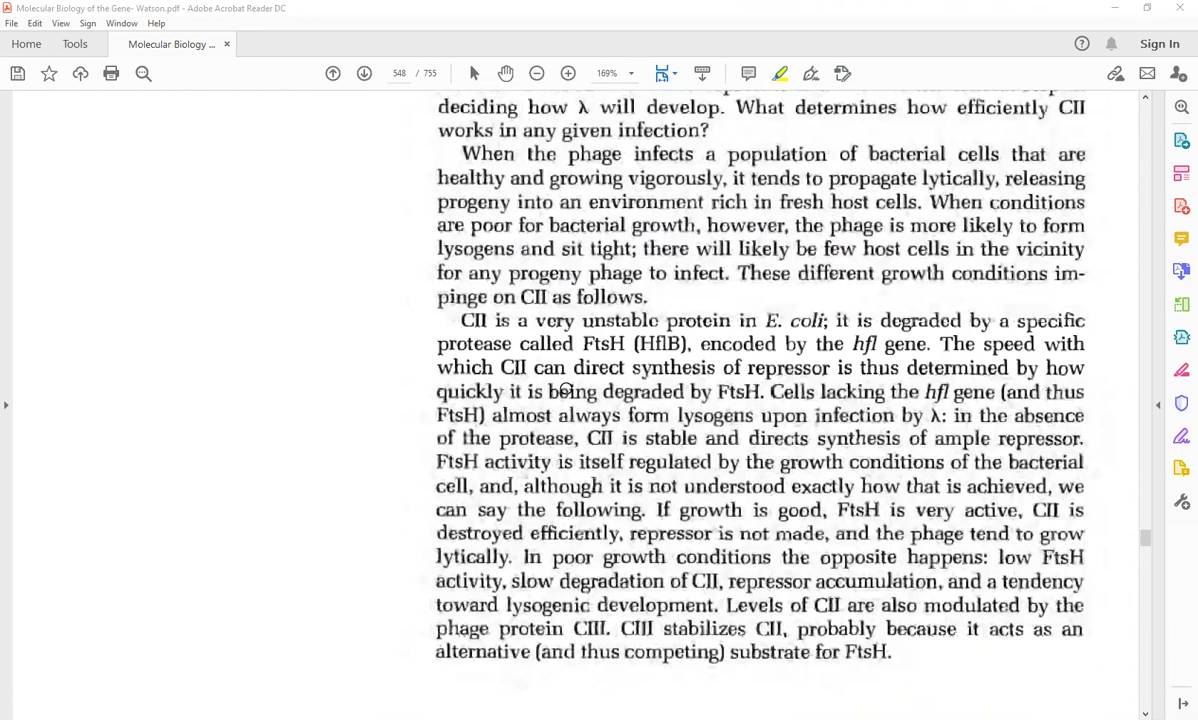 Molecular Biology of the Gene- Watson.pdf - Adobe Acrobat Reader DC
File Edit View Sign Window Help
Home Tools Molecular Biology ... × Sign In
548 / 755 169%
deciding how λ will develop. What determines how efficiently CII
works in any given infection?
When the phage infects a population of bacterial cells that are
healthy and growing vigorously, it tends to propagate lytically, releasing
progeny into an environment rich in fresh host cells. When conditions
are poor for bacterial growth, however, the phage is more likely to form
lysogens and sit tight; there will likely be few host cells in the vicinity
for any progeny phage to infect. These different growth conditions im-
pinge on CII as follows.
CII is a very unstable protein in E. coli; it is degraded by a specific
protease called FtsH (HflB), encoded by the hfl gene. The speed with
which CII can direct synthesis of repressor is thus determined by how
quickly it is being degraded by FtsH. Cells lacking the hfl gene (and thus
FtsH) almost always form lysogens upon infection by λ: in the absence
of the protease, CII is stable and directs synthesis of ample repressor.
FtsH activity is itself regulated by the growth conditions of the bacterial
cell, and, although it is not understood exactly how that is achieved, we
can say the following. If growth is good, FtsH is very active, CII is
destroyed efficiently, repressor is not made, and the phage tend to grow
lytically. In poor growth conditions the opposite happens: low FtsH
activity, slow degradation of CII, repressor accumulation, and a tendency
toward lysogenic development. Levels of CII are also modulated by the
phage protein CIII. CIII stabilizes CII, probably because it acts as an
alternative (and thus competing) substrate for FtsH.